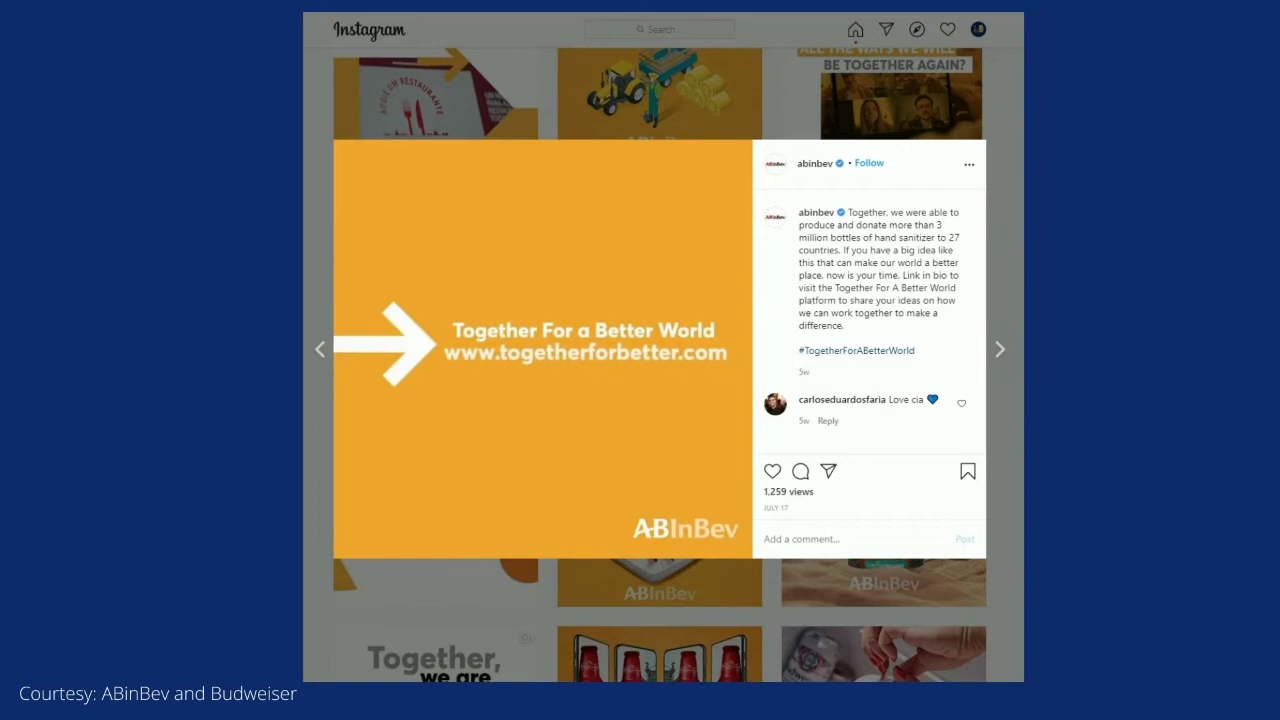 Instagram
Search
ALL THE WAYS WE WILL
BE TOGETHER AGAIN?
APOIE UM RESTAURANTE
abinbev • Follow
abinbev Together, we were able to
produce and donate more than 3
million bottles of hand sanitizer to 27
countries. If you have a big idea like
this that can make our world a better
place, now is your time. Link in bio to
visit the Together For A Better World
platform to share your ideas on how
we can work together to make a
difference.
#TogetherForABetterWorld
5w
carloseduardosfaria Love cia
5w Reply
Together For a Better World
www.togetherforbetter.com
ABInBev
1,259 views
JULY 17
Add a comment...
Post
ABInBev
ABInBev
Together,
we are
Courtesy: ABinBev and Budweiser